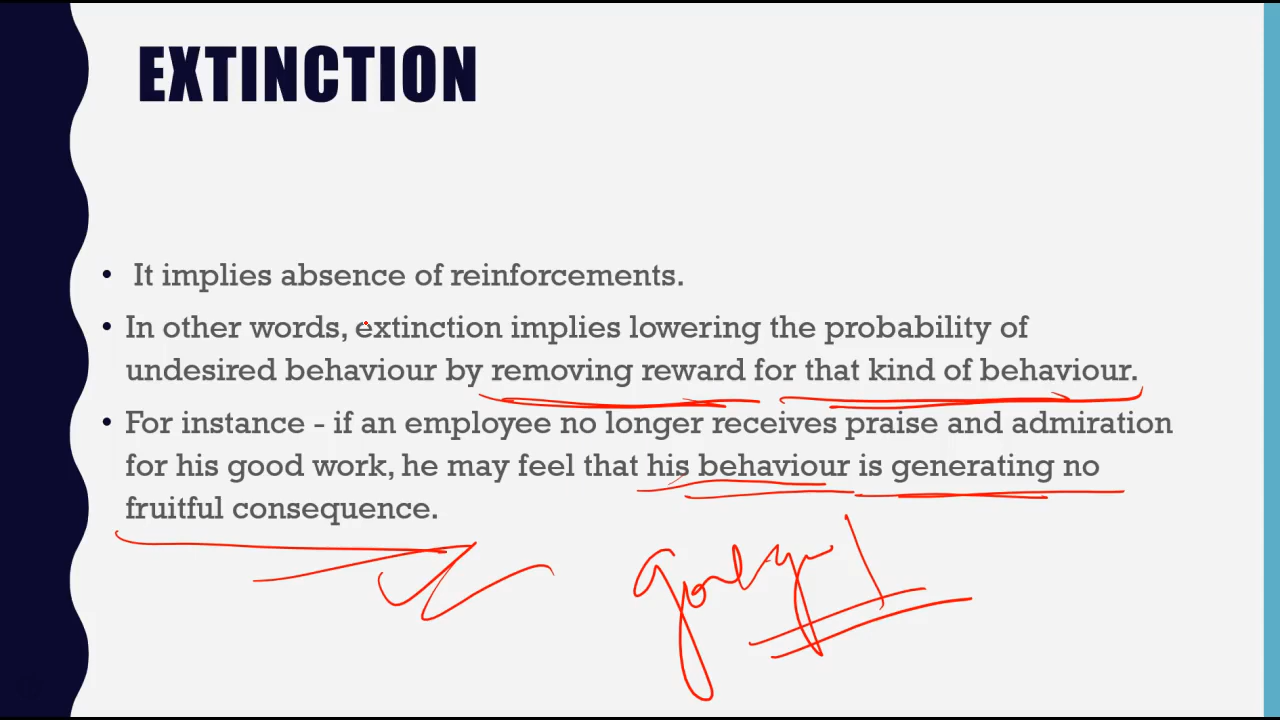 EXTINCTION
• It implies absence of reinforcements.
• In other words, extinction implies lowering the probability of
undesired behaviour by removing reward for that kind of behaviour.
• For instance - if an employee no longer receives praise and admiration
for his good work, he may feel that his behaviour is generating no
fruitful consequence.